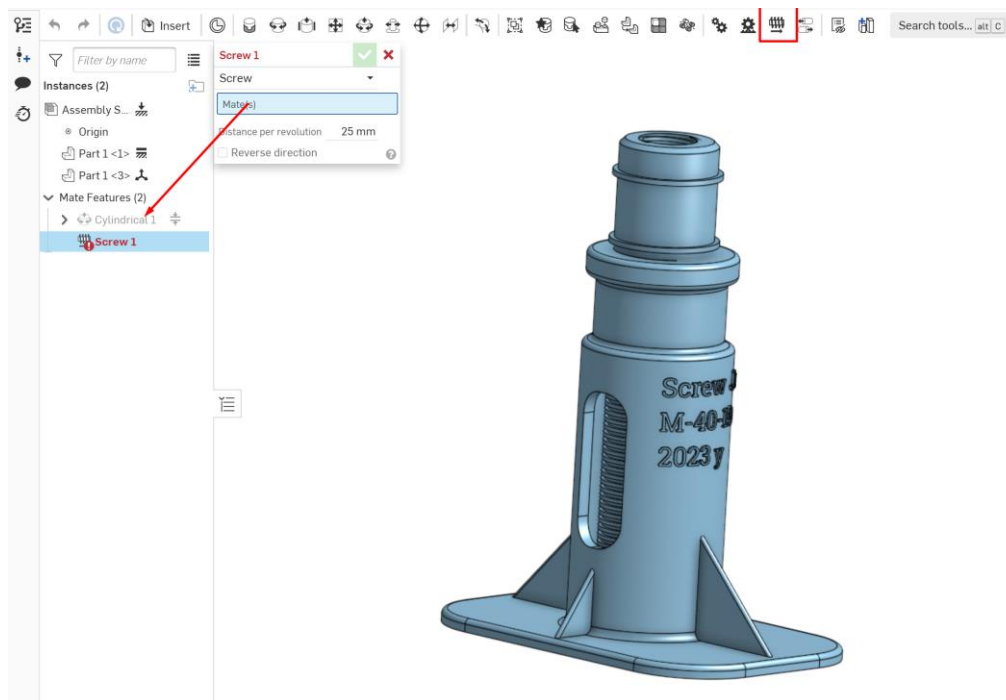 Insert
Search tools... alt C
Filter by name
Instances (2)
Assembly S...
Origin
Part 1 <1>
Part 1 <3>
Mate Features (2)
Cylindrical 1
Screw 1
Screw 1
Screw
Mate(s)
Distance per revolution 25 mm
Reverse direction
Screw
M-40-
2023 y